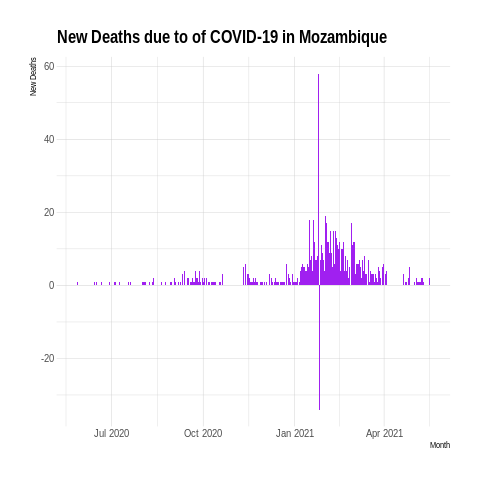 New Deaths due to of COVID-19 in Mozambique
New Deaths
60
40
20
0
-20
Jul 2020
Oct 2020
Jan 2021
Apr 2021
Month